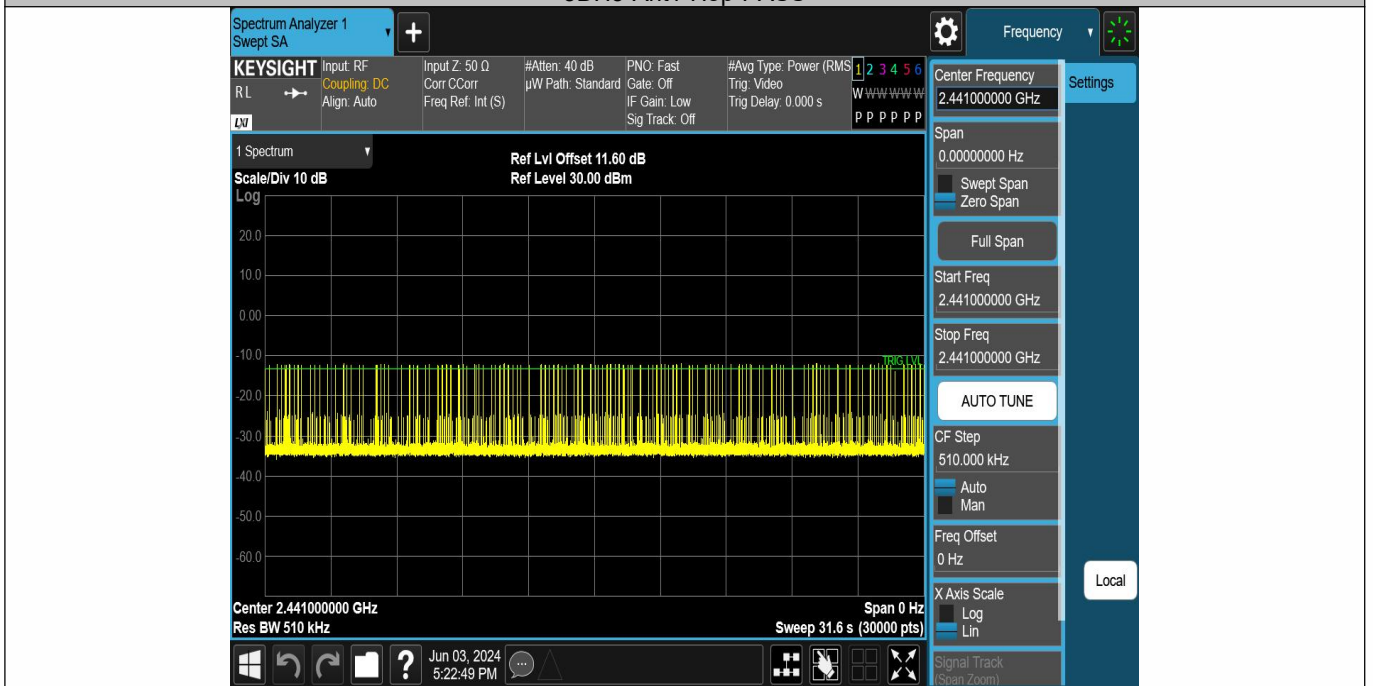 Spectrum Analyzer 1
Swept SA
Frequency
KEYSIGHT
RL
LXI
Input: RF
Coupling: DC
Align: Auto
Input Z: 50 Ω
Corr CCorr
Freq Ref: Int (S)
#Atten: 40 dB
µW Path: Standard
PNO: Fast
Gate: Off
IF Gain: Low
Sig Track: Off
#Avg Type: Power (RMS
Trig: Video
Trig Delay: 0.000 s
1 2 3 4 5 6
W W W W W W
P P P P P P
1 Spectrum
Scale/Div 10 dB
Ref Lvl Offset 11.60 dB
Ref Level 30.00 dBm
Log
20.0
10.0
0.00
-10.0
-20.0
-30.0
-40.0
-50.0
-60.0
TRIG LVL
Center 2.441000000 GHz
Res BW 510 kHz
Span 0 Hz
Sweep 31.6 s (30000 pts)
Center Frequency
2.441000000 GHz
Settings
Span
0.00000000 Hz
Swept Span
Zero Span
Full Span
Start Freq
2.441000000 GHz
Stop Freq
2.441000000 GHz
AUTO TUNE
CF Step
510.000 kHz
Auto
Man
Freq Offset
0 Hz
X Axis Scale
Log
Lin
Signal Track
(Span Zoom)
Local
Jun 03, 2024
5:22:49 PM